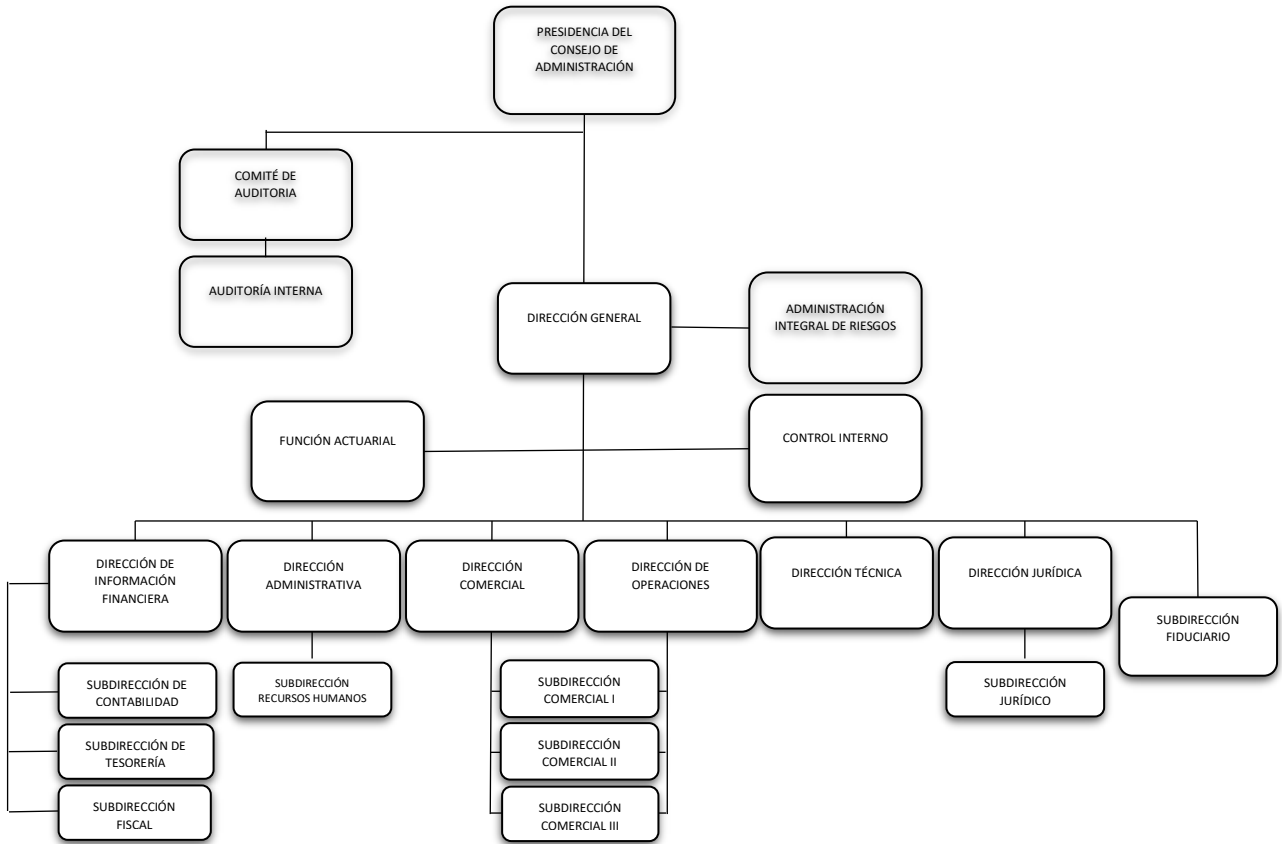 PRESIDENCIA DEL
CONSEJO DE
ADMINISTRACIÓN
COMITÉ DE
AUDITORIA
AUDITORÍA INTERNA
DIRECCIÓN GENERAL
ADMINISTRACIÓN
INTEGRAL DE RIESGOS
FUNCIÓN ACTUARIAL
CONTROL INTERNO
DIRECCIÓN DE
INFORMACIÓN
FINANCIERA
DIRECCIÓN
ADMINISTRATIVA
DIRECCIÓN
COMERCIAL
DIRECCIÓN DE
OPERACIONES
DIRECCIÓN TÉCNICA
DIRECCIÓN JURÍDICA
SUBDIRECCIÓN
FIDUCIARIO
SUBDIRECCIÓN DE
CONTABILIDAD
SUBDIRECCIÓN DE
TESORERÍA
SUBDIRECCIÓN
FISCAL
SUBDIRECCIÓN
RECURSOS HUMANOS
SUBDIRECCIÓN
COMERCIAL I
SUBDIRECCIÓN
COMERCIAL II
SUBDIRECCIÓN
COMERCIAL III
SUBDIRECCIÓN
JURÍDICO